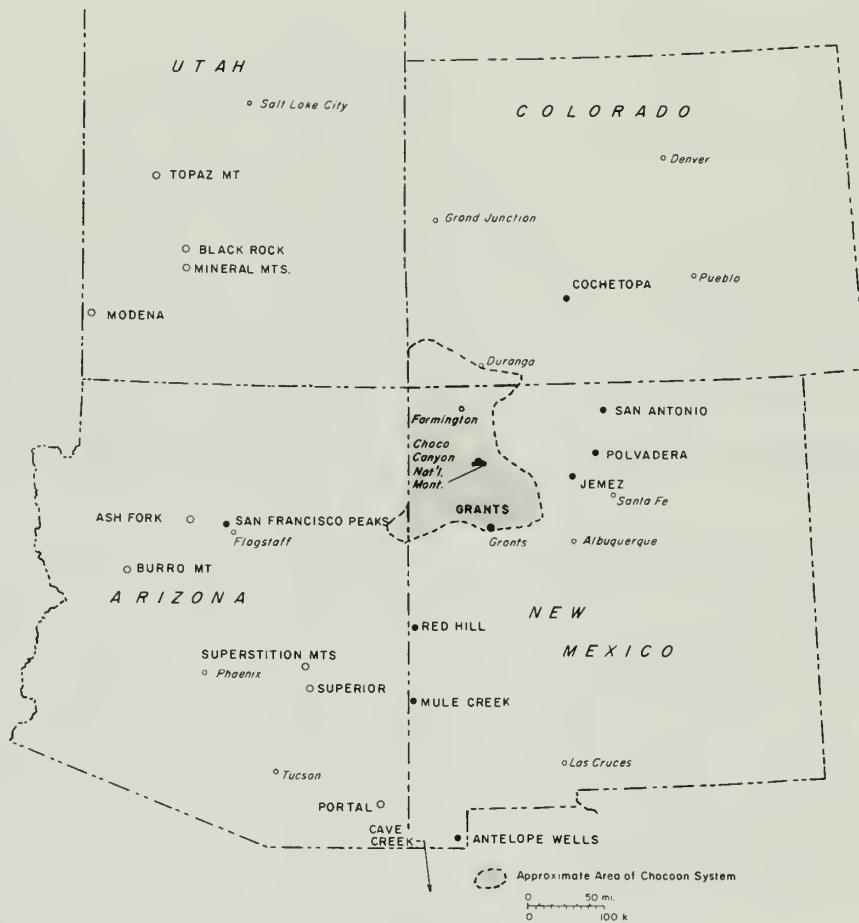 UTAH
Salt Lake City
COLORADO
Denver
TOPAZ MT
Grand Junction
BLACK ROCK
MINERAL MTS.
COCHETOPA
Pueblo
MODENA
Duranga
Farmington
SAN ANTONIO
Choco
Canyon
Nat'l.
Mont.
POLVADERA
JEMEZ
Santa Fe
GRANTS
ASH FORK
SAN FRANCISCO PEAKS
Flagstaff
Gronts
Albuquerque
BURRO MT
ARIZONA
NEW
MEXICO
RED HILL
SUPERSTITION MTS
Phoenix
SUPERIOR
MULE CREEK
Las Cruces
Tucson
PORTAL
CAVE
CREEK
ANTELOPE WELLS
Approximate Area of Chocoon System
0 50 mi.
0 100 k